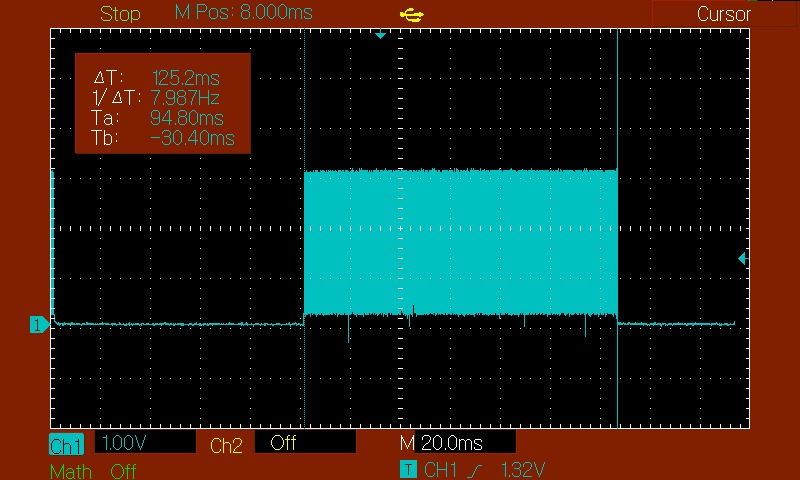 Stop M Pos: 8.000ms Cursor
ΔT: 125.2ms
1/ΔT: 7.987Hz
Ta: 94.80ms
Tb: -30.40ms
1
Ch1 1.00V Ch2 Off M 20.0ms
Math Off T CH1 1.32V